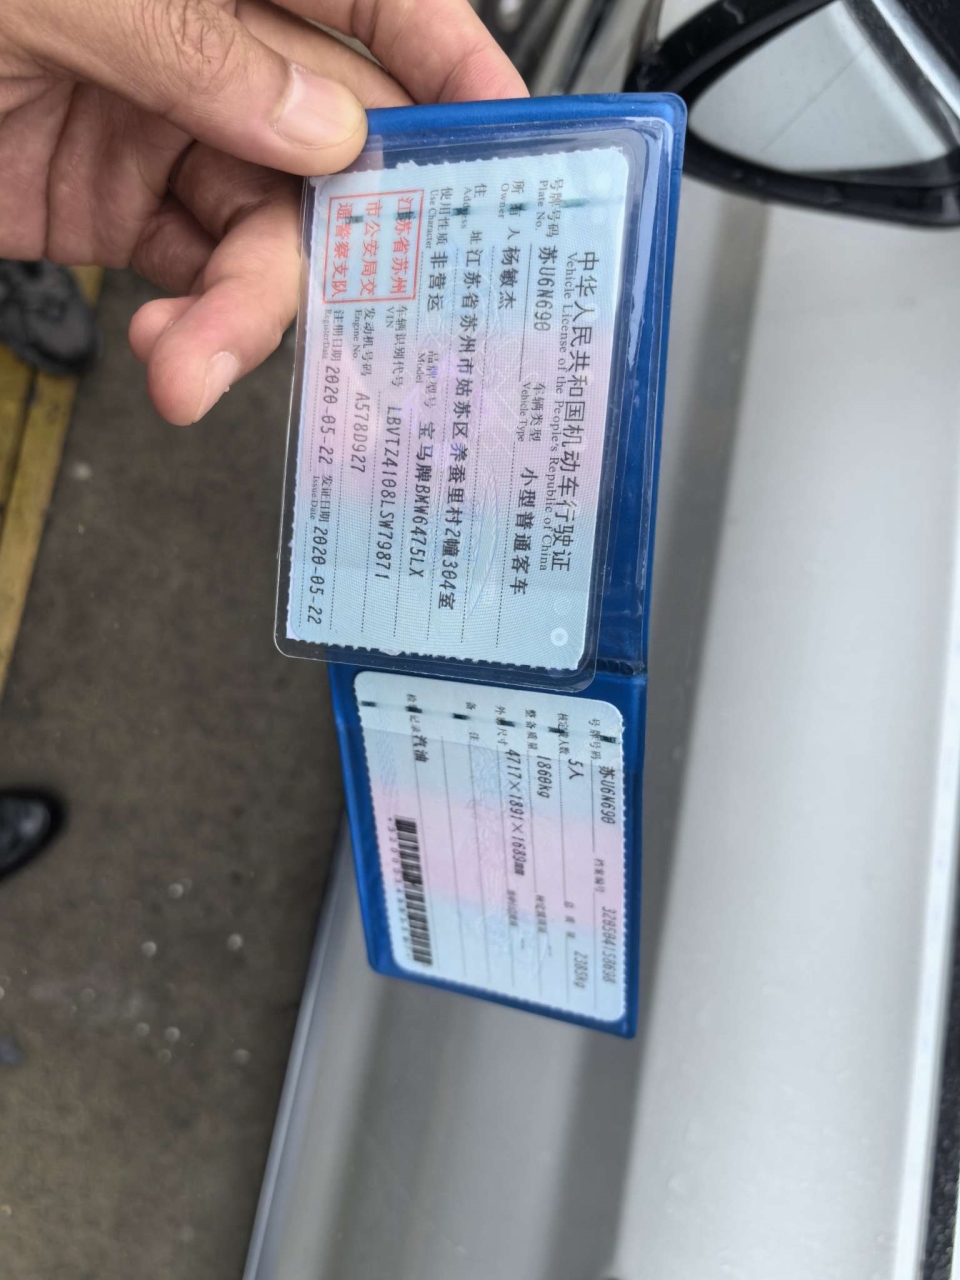 中华人民共和国机动车行驶证
Vehicle License of the People's Republic of China
号牌号码 苏U6N690 车辆类型 小型普通客车
Plate No. Vehicle Type
所有人 杨敏杰
Owner
住址 江苏省苏州市姑苏区养蚕里村2幢304室
Address
使用性质 非营运 品牌型号 宝马牌BMW6475LX
Use Character Model
江苏省苏州
市公安局交
通警察支队
车辆识别代号 LBVTZ4108LSW79871
VIN
发动机号码 A578D927
Engine No.
注册日期 2020-05-22 发证日期 2020-05-22
Register Date Issue Date
号牌号码 苏U6N690 档案编号
核定载人数 5人 总质量 2305kg
整备质量 1860kg 核定载质量
外廓尺寸 4717×1891×1689mm
备注
检验记录 汽油